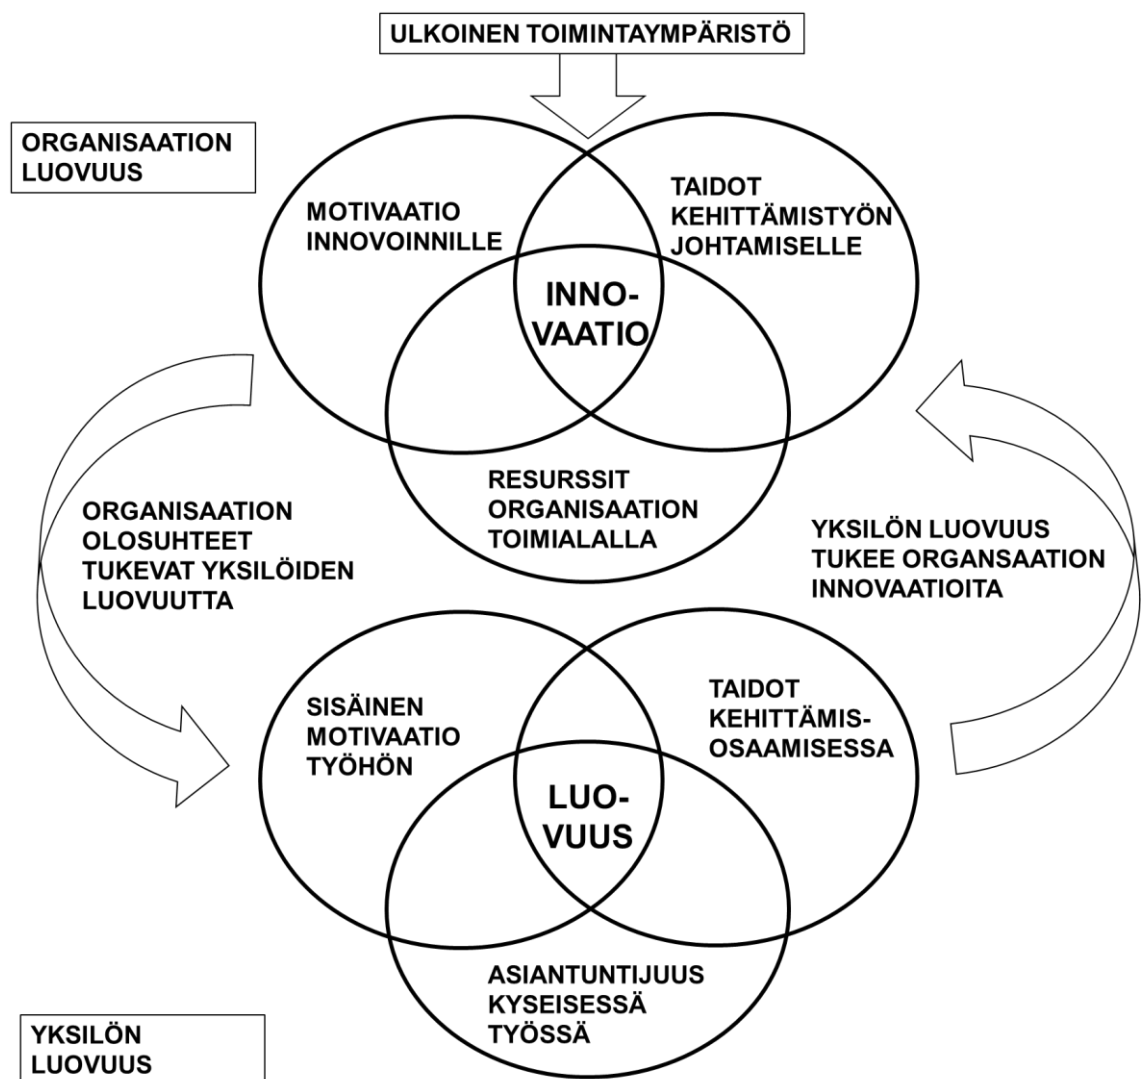 ULKOINEN TOIMINTAYMPÄRISTÖ
ORGANISAATION
LUOVUUS
MOTIVAATIO
INNOVOINNILLE
TAIDOT
KEHITTÄMISTYÖN
JOHTAMISELLE
INNO-
VAATIO
RESURSSIT
ORGANISAATION
TOIMIALALLA
ORGANISAATION
OLOSUHTEET
TUKEVAT YKSILÖIDEN
LUOVUUTTA
YKSILÖN LUOVUUS
TUKEE ORGANSAATION
INNOVAATIOITA
SISÄINEN
MOTIVAATIO
TYÖHÖN
TAIDOT
KEHITTÄMIS-
OSAAMISESSA
LUO-
VUUS
ASIANTUNTIJUUS
KYSEISESSÄ
TYÖSSÄ
YKSILÖN
LUOVUUS